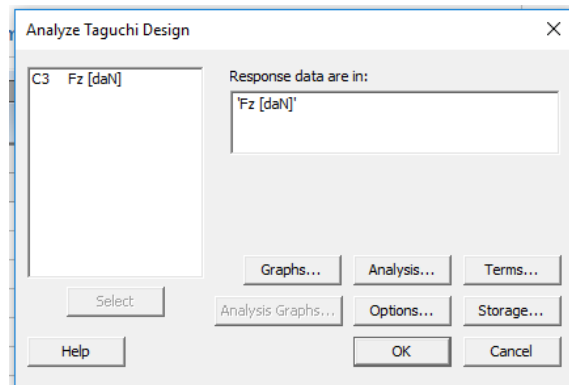 Analyze Taguchi Design
C3 Fz [daN]
Response data are in:
'Fz [daN]'
Graphs... Analysis... Terms...
Select Analysis Graphs... Options... Storage...
Help OK Cancel